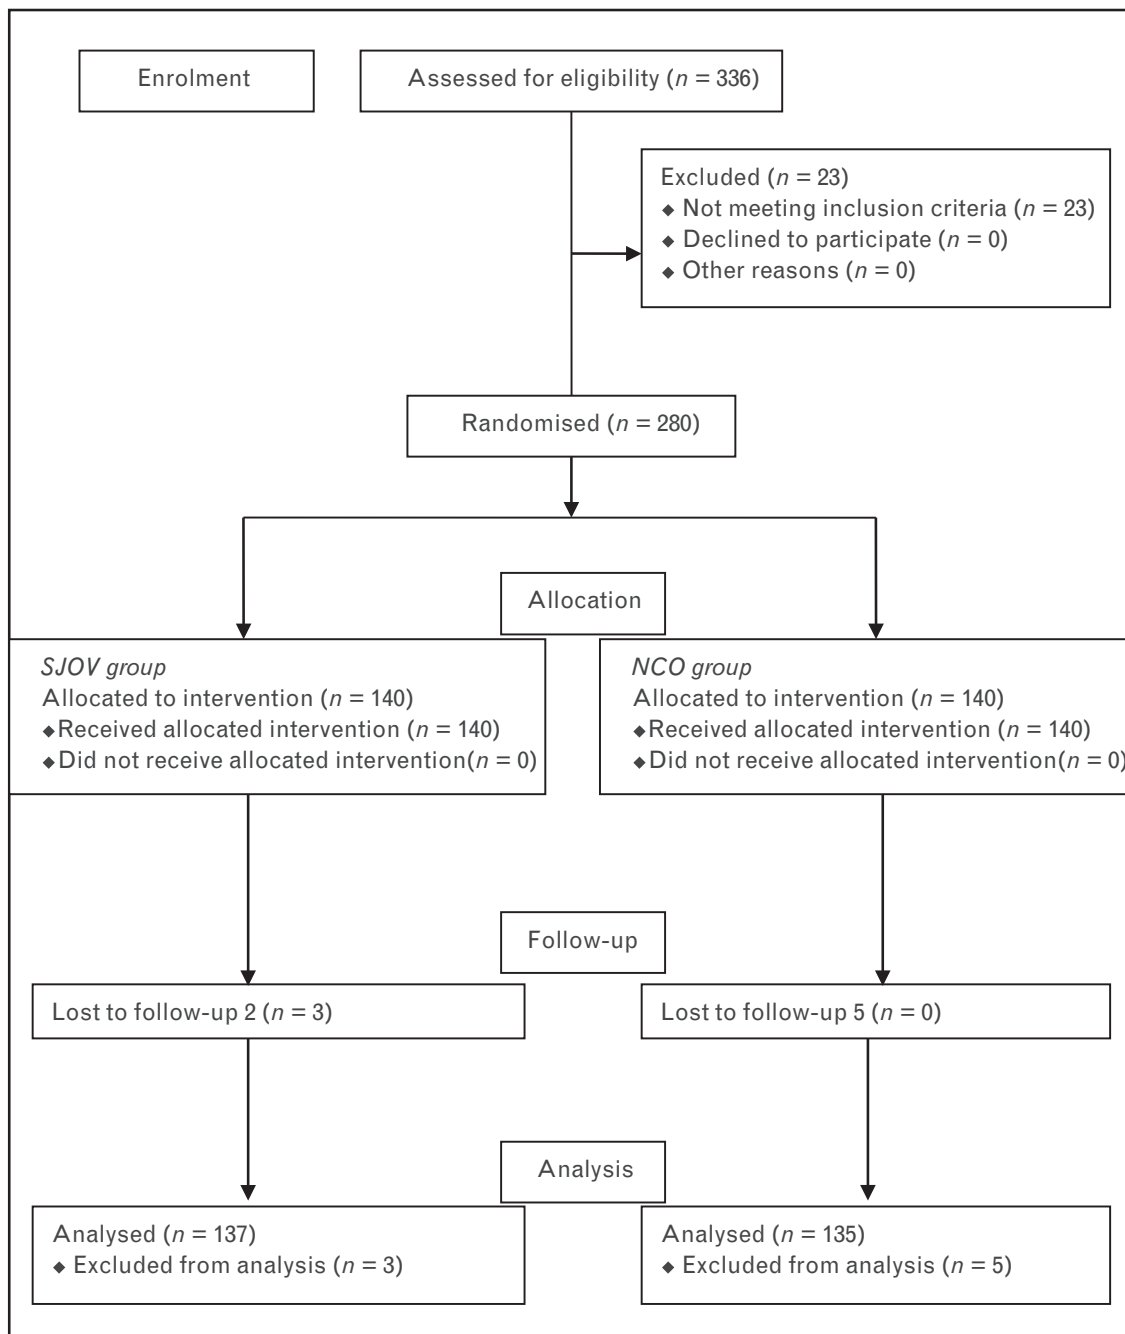 Enrolment
Assessed for eligibility (n = 336)
Excluded (n = 23)
◆ Not meeting inclusion criteria (n = 23)
◆ Declined to participate (n = 0)
◆ Other reasons (n = 0)
Randomised (n = 280)
Allocation
SJOV group
Allocated to intervention (n = 140)
◆Received allocated intervention (n = 140)
◆Did not receive allocated intervention(n = 0)
NCO group
Allocated to intervention (n = 140)
◆Received allocated intervention (n = 140)
◆Did not receive allocated intervention(n = 0)
Follow-up
Lost to follow-up 2 (n = 3)
Lost to follow-up 5 (n = 0)
Analysis
Analysed (n = 137)
◆ Excluded from analysis (n = 3)
Analysed (n = 135)
◆ Excluded from analysis (n = 5)